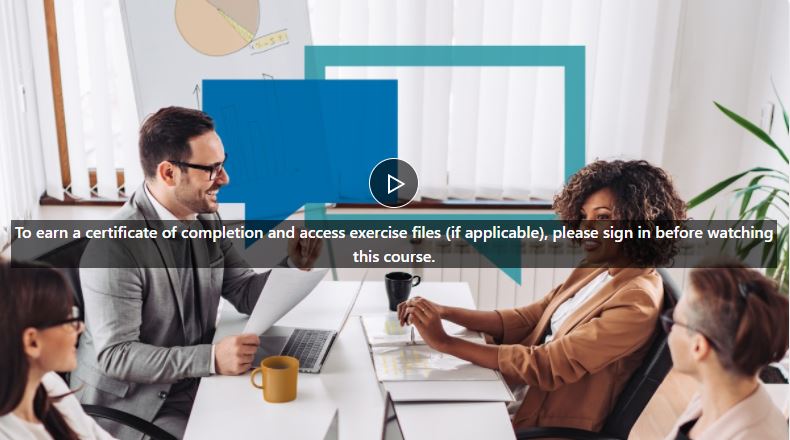 To earn a certificate of completion and access exercise files (if applicable), please sign in before watching
this course.